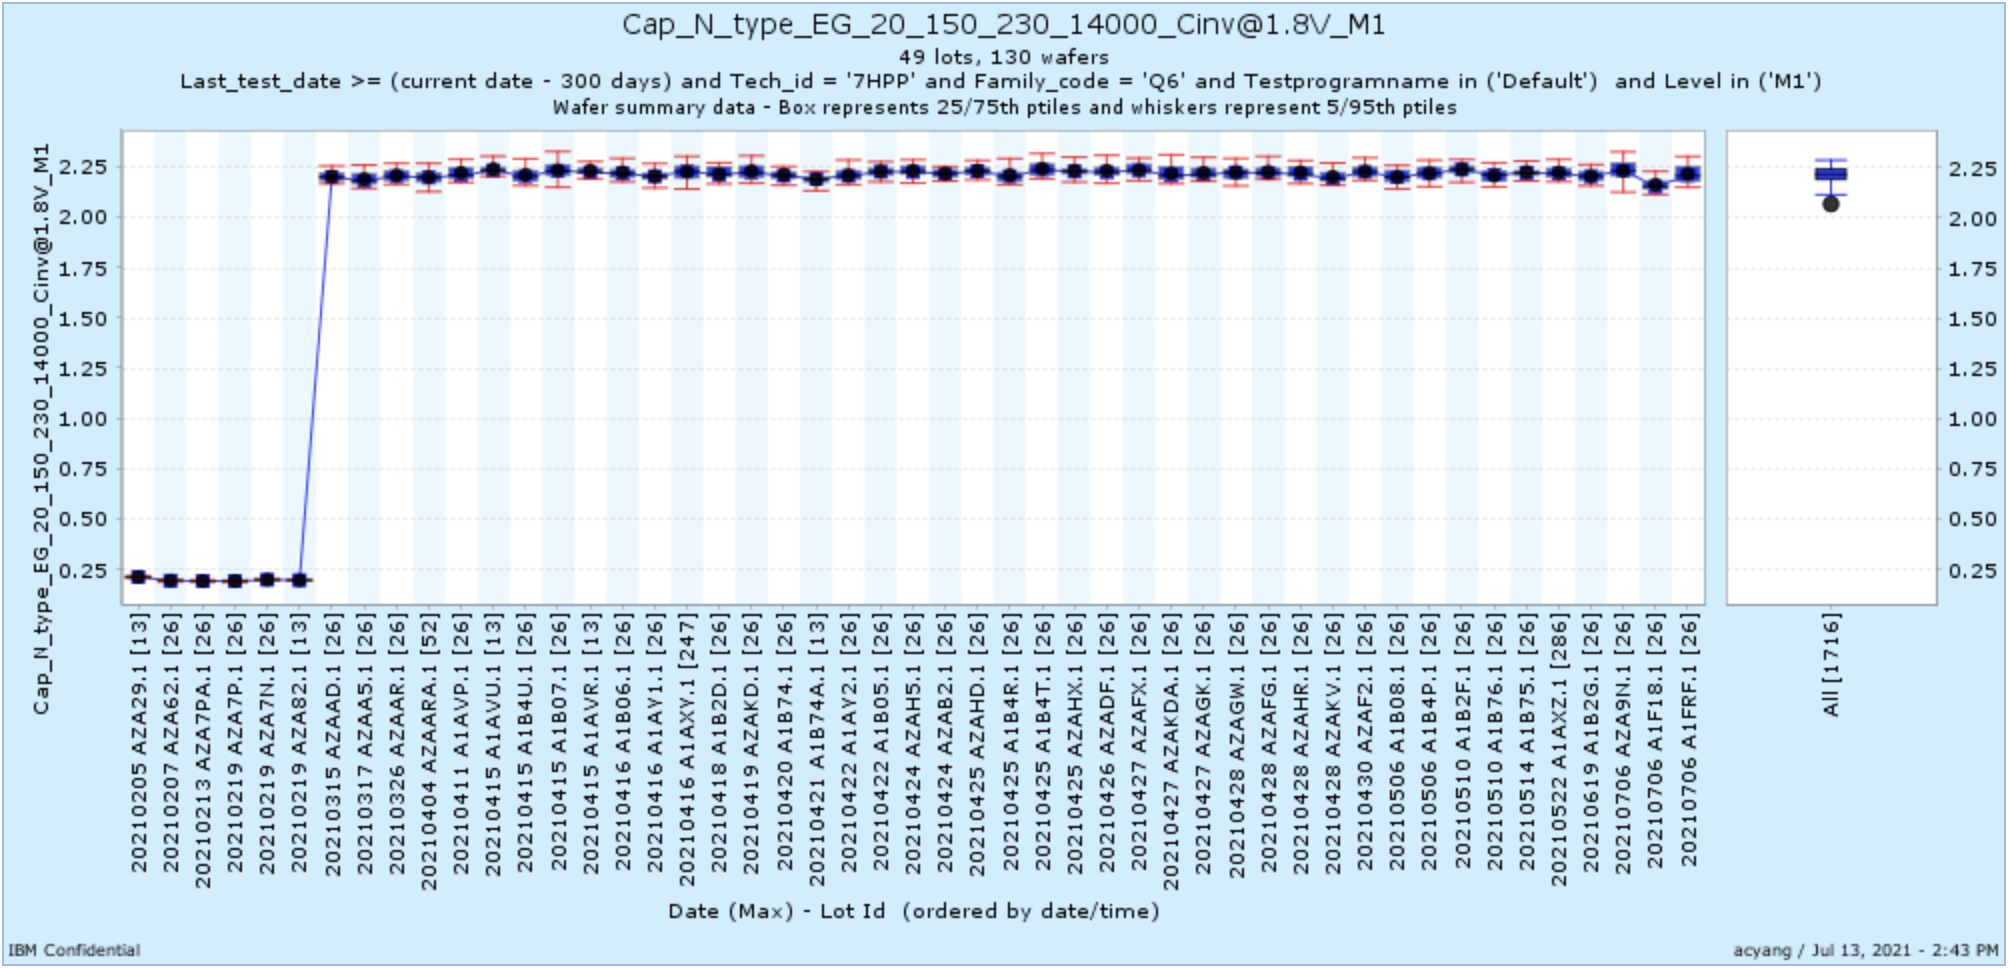 Cap_N_type_EG_20_150_230_14000_Cinv@1.8V_M1
49 lots, 130 wafers
Last_test_date >= (current date - 300 days) and Tech_id = '7HPP' and Family_code = 'Q6' and Testprogramname in ('Default')  and Level in ('M1')
Wafer summary data - Box represents 25/75th ptiles and whiskers represent 5/95th ptiles
Cap_N_type_EG_20_150_230_14000_Cinv@1.8V_M1
2.25
2.00
1.75
1.50
1.25
1.00
0.75
0.50
0.25
2.25
2.00
1.75
1.50
1.25
1.00
0.75
0.50
0.25
20210205 AZA29.1 [13]
20210207 AZA62.1 [26]
20210213 AZA7PA.1 [26]
20210219 AZA7P.1 [26]
20210219 AZA7N.1 [26]
20210219 AZA82.1 [13]
20210315 AZAAD.1 [26]
20210317 AZAA5.1 [26]
20210326 AZAAR.1 [26]
20210404 AZAARA.1 [52]
20210411 A1AVP.1 [26]
20210415 A1AVU.1 [13]
20210415 A1B4U.1 [26]
20210415 A1B07.1 [26]
20210415 A1AVR.1 [13]
20210416 A1B06.1 [26]
20210416 A1AY1.1 [26]
20210416 A1AXY.1 [247]
20210418 A1B2D.1 [26]
20210419 AZAKD.1 [26]
20210420 A1B74.1 [26]
20210421 A1B74A.1 [13]
20210422 A1AY2.1 [26]
20210422 A1B05.1 [26]
20210424 AZAH5.1 [26]
20210424 AZAB2.1 [26]
20210425 AZAHD.1 [26]
20210425 A1B4R.1 [26]
20210425 A1B4T.1 [26]
20210425 AZAHX.1 [26]
20210426 AZADF.1 [26]
20210427 AZAFX.1 [26]
20210427 AZAKDA.1 [26]
20210427 AZAGK.1 [26]
20210428 AZAGW.1 [26]
20210428 AZAFG.1 [26]
20210428 AZAHR.1 [26]
20210428 AZAKV.1 [26]
20210430 AZAF2.1 [26]
20210506 A1B08.1 [26]
20210506 A1B4P.1 [26]
20210510 A1B2F.1 [26]
20210510 A1B76.1 [26]
20210514 A1B75.1 [26]
20210522 A1AXZ.1 [286]
20210619 A1B2G.1 [26]
20210706 AZA9N.1 [26]
20210706 A1F18.1 [26]
20210706 A1FRF.1 [26]
All [1716]
Date (Max) - Lot Id  (ordered by date/time)
IBM Confidential
acyang / Jul 13, 2021 - 2:43 PM